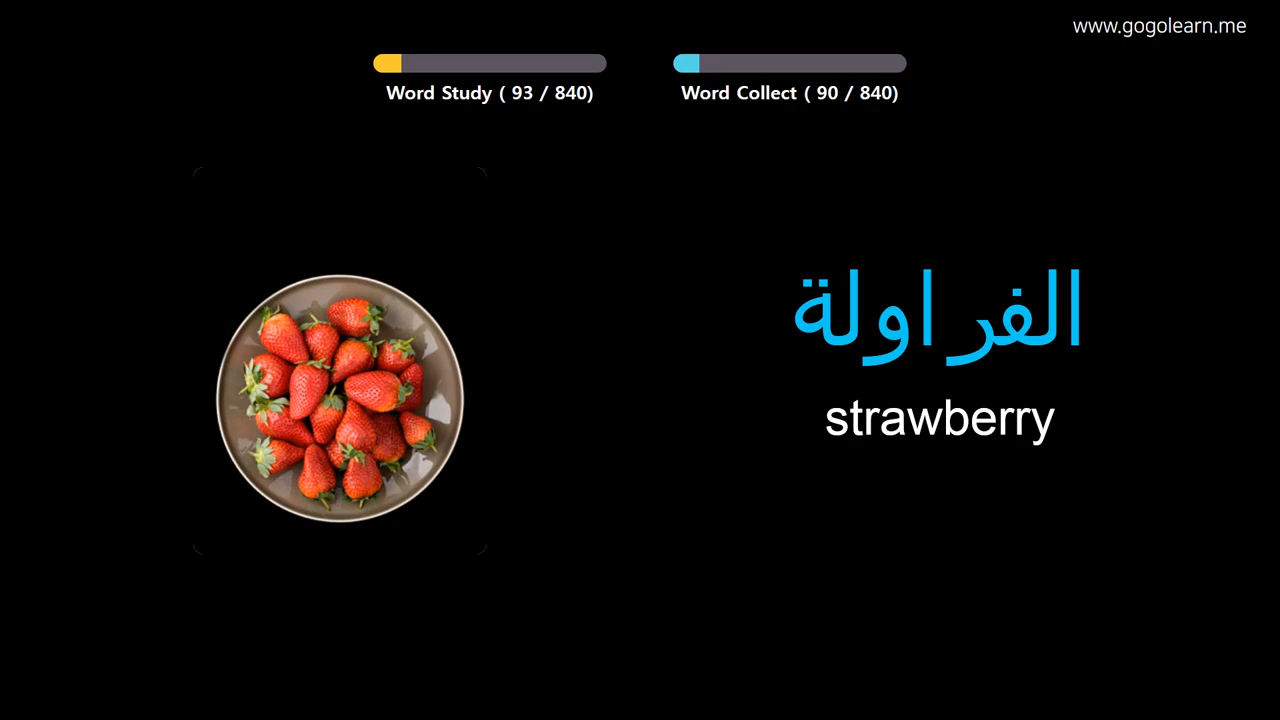 www.gogolearn.me
Word Study ( 93 / 840)
Word Collect ( 90 / 840)
الفراولة
strawberry